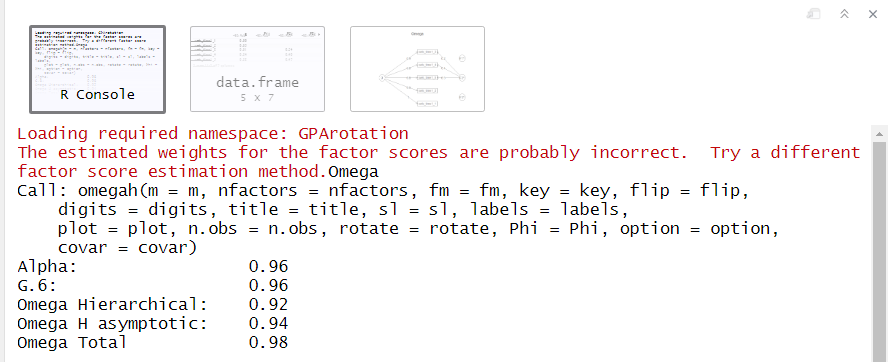 R Console
data.frame
5 x 7
Omega
Loading required namespace: GPArotation
The estimated weights for the factor scores are probably incorrect.  Try a different
factor score estimation method.Omega
Call: omegah(m = m, nfactors = nfactors, fm = fm, key = key, flip = flip,
    digits = digits, title = title, sl = sl, labels = labels,
    plot = plot, n.obs = n.obs, rotate = rotate, Phi = Phi, option = option,
    covar = covar)
Alpha:                 0.96
G.6:                   0.96
Omega Hierarchical:    0.92
Omega H asymptotic:    0.94
Omega Total            0.98